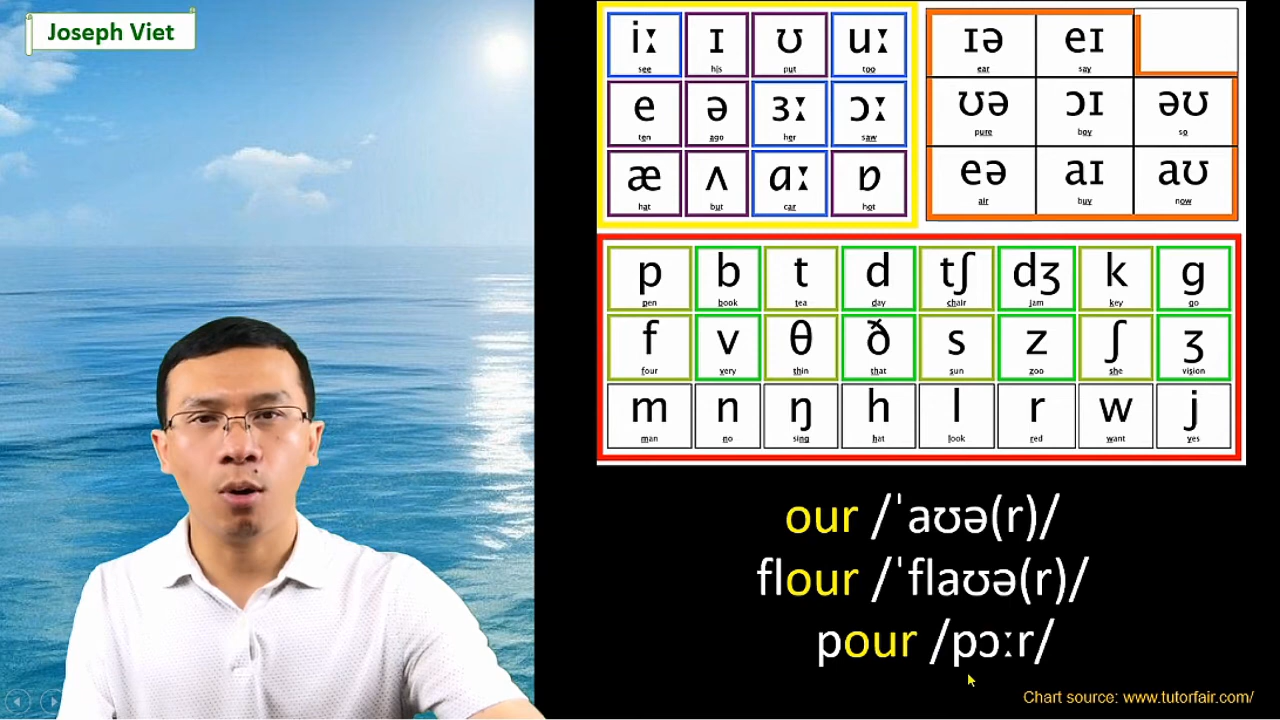 Joseph Viet
iː ɪ ʊ uː
see his put too
e ə ɜː ɔː
ten ago her saw
æ ʌ ɑː ɒ
hat but car hot
ɪə eɪ
ear say
ʊə ɔɪ əʊ
pure boy so
eə aɪ aʊ
air buy now
p b t d tʃ dʒ k g
pen book tea day chair jam key go
f v θ ð s z ʃ ʒ
four very thin that sun zoo she vision
m n ŋ h l r w j
man no sing hat look red want yes
our /ˈaʊə(r)/
flour /ˈflaʊə(r)/
pour /pɔːr/
Chart source: www.tutorfair.com/